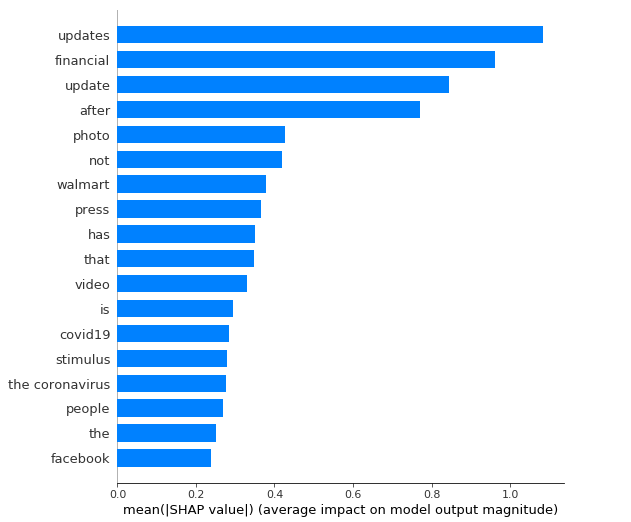 updates
financial
update
after
photo
not
walmart
press
has
that
video
is
covid19
stimulus
the coronavirus
people
the
facebook
0.0 0.2 0.4 0.6 0.8 1.0
mean(|SHAP value|) (average impact on model output magnitude)